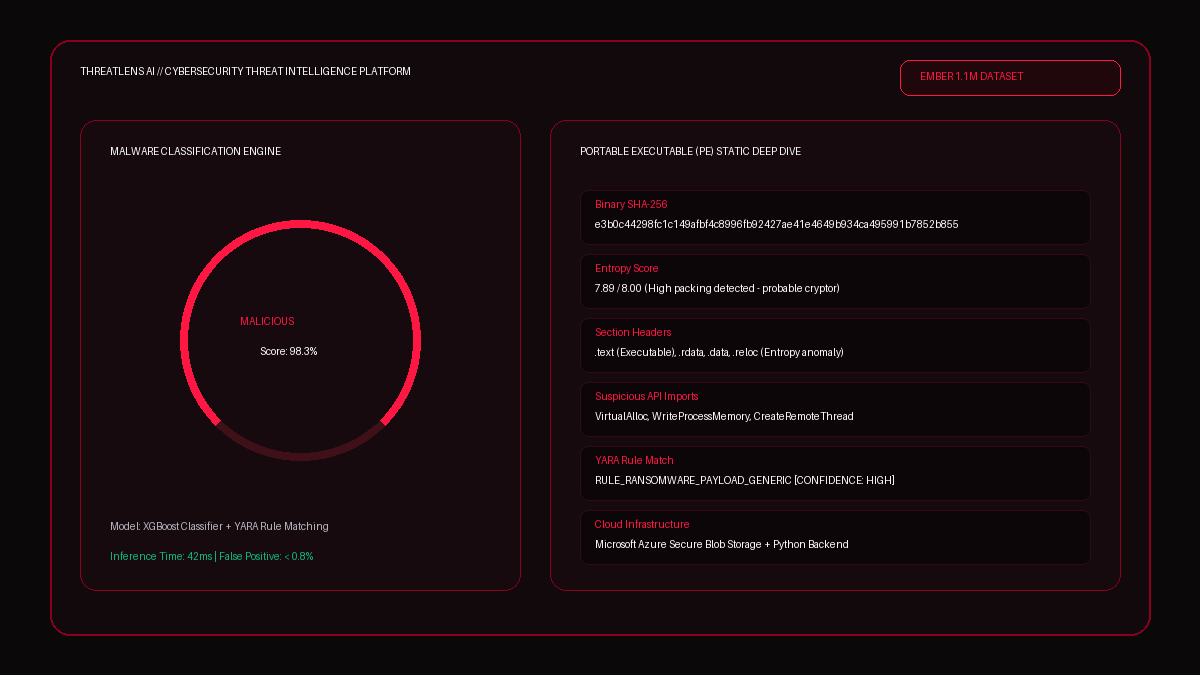 THREATLENS AI // CYBERSECURITY THREAT INTELLIGENCE PLATFORM
EMBER 1.1M DATASET
MALWARE CLASSIFICATION ENGINE
MALICIOUS
Score: 98.3%
Model: XGBoost Classifier + YARA Rule Matching
Inference Time: 42ms | False Positive: < 0.8%
PORTABLE EXECUTABLE (PE) STATIC DEEP DIVE
Binary SHA-256
e3b0c44298fc1c149afbf4c8996fb92427ae41e4649b934ca495991b7852b855
Entropy Score
7.89 / 8.00 (High packing detected - probable cryptor)
Section Headers
.text (Executable), .rdata, .data, .reloc (Entropy anomaly)
Suspicious API Imports
VirtualAlloc, WriteProcessMemory, CreateRemoteThread
YARA Rule Match
RULE_RANSOMWARE_PAYLOAD_GENERIC [CONFIDENCE: HIGH]
Cloud Infrastructure
Microsoft Azure Secure Blob Storage + Python Backend